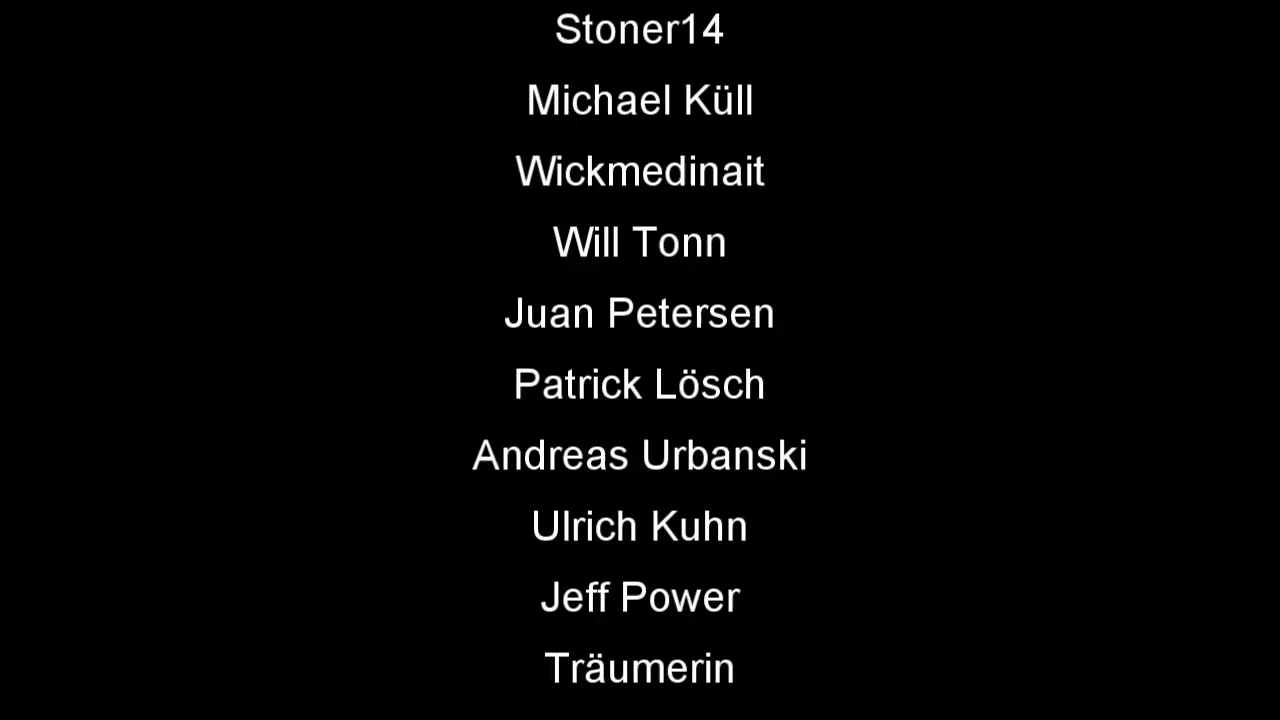 Stoner14
Michael Küll
Wickmedinait
Will Tonn
Juan Petersen
Patrick Lösch
Andreas Urbanski
Ulrich Kuhn
Jeff Power
Träumerin